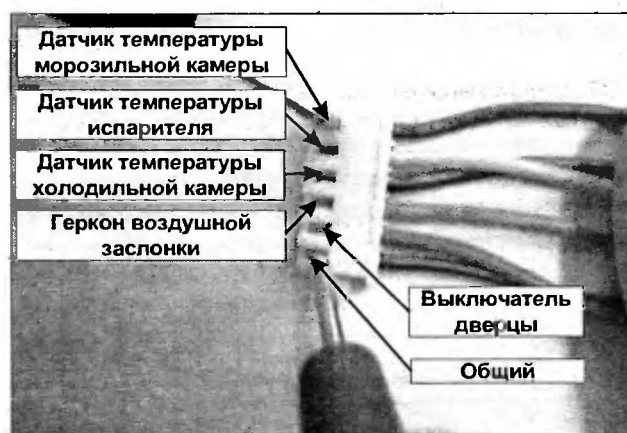 Датчик температуры
морозильной камеры
Датчик температуры
испарителя
Датчик температуры
холодильной камеры
Геркон воздушной
заслонки
Выключатель
дверцы
Общий